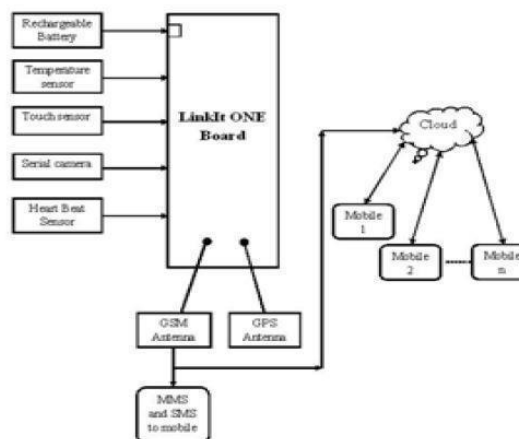 Rechargeable
Battery
Temperature
sensor
Touch sensor
Serial camera
Heart Beat
Sensor
LinkIt ONE
Board
GSM
Antenna
GPS
Antenna
MMS
and SMS
to mobile
Cloud
Mobile
1
Mobile
2
Mobile
n